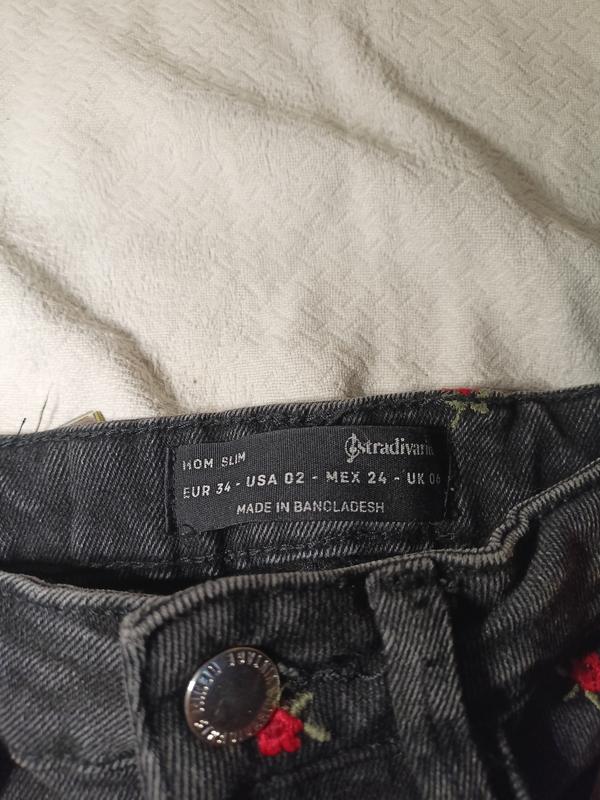 MOM SLIM
stradivarius
EUR 34 - USA 02 - MEX 24 - UK 06
MADE IN BANGLADESH